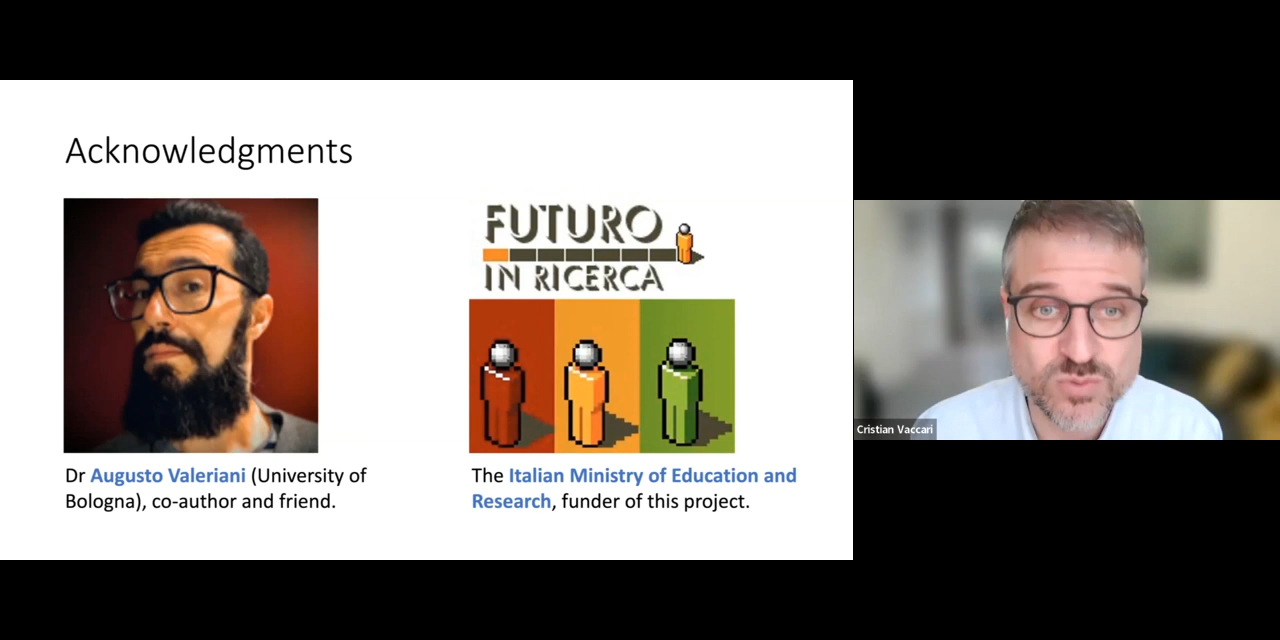 Acknowledgments
FUTURO
IN RICERCA
Dr Augusto Valeriani (University of
Bologna), co-author and friend.
The Italian Ministry of Education and
Research, funder of this project.
Cristian Vaccari